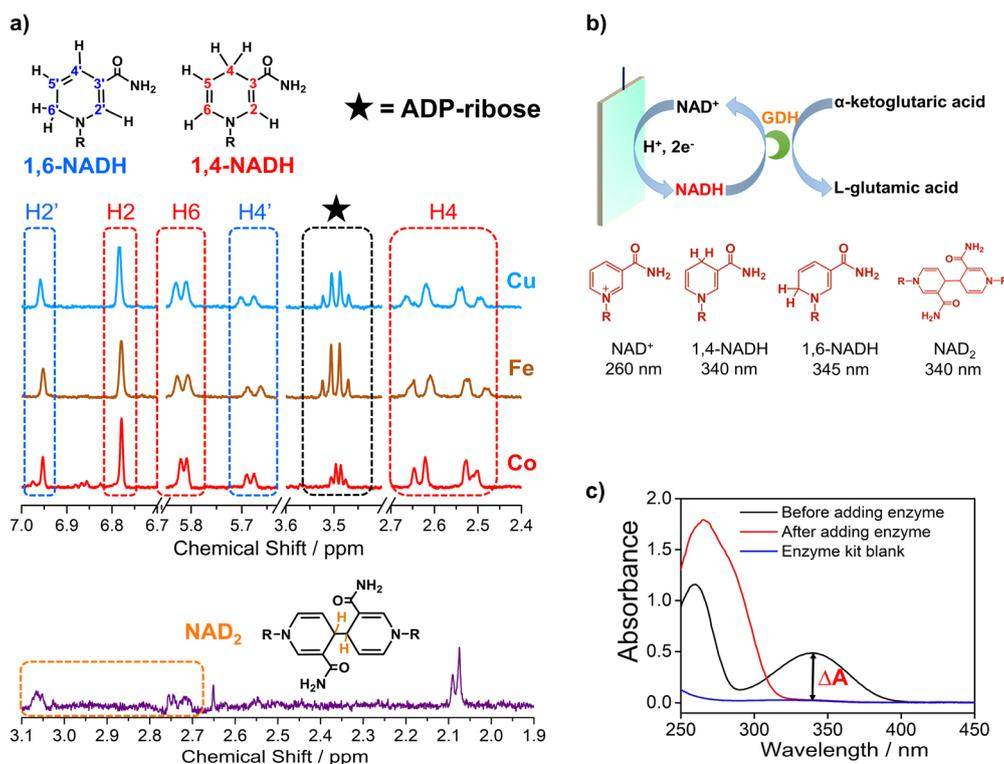 a)
H
H
O
NH₂
H
5'
4'
3'
6'
2'
H
H
N
H
R
1,6-NADH
H
H
O
NH₂
H
5
4
3
6
2
H
N
H
R
1,4-NADH
★ = ADP-ribose
H2' H2 H6 H4' ★ H4
Cu
Fe
Co
7.0 6.9 6.8 6.7 5.8 5.7 3.6 3.5 2.7 2.6 2.5 2.4
Chemical Shift / ppm
NAD₂
NH₂
O
H
R-N
N-R
H
O
H₂N
3.1 3.0 2.9 2.8 2.7 2.6 2.5 2.4 2.3 2.2 2.1 2.0 1.9
Chemical Shift / ppm
b)
NAD⁺
GDH
α-ketoglutaric acid
H⁺, 2e⁻
NADH
L-glutamic acid
O
NH₂
N
+
R
H H O
NH₂
N
R
O
NH₂
H
H
N
R
NH₂
O
R-N
N-R
O
H₂N
NAD⁺ 1,4-NADH 1,6-NADH NAD₂
260 nm 340 nm 345 nm 340 nm
c)
2.0
1.5
1.0
0.5
0.0
Absorbance
Before adding enzyme
After adding enzyme
Enzyme kit blank
ΔA
250 300 350 400 450
Wavelength / nm